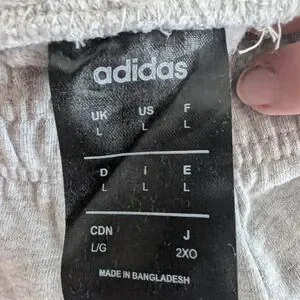 adidas
UK US F
L L L
D i E
L L L
CDN J
L/G 2XO
MADE IN BANGLADESH